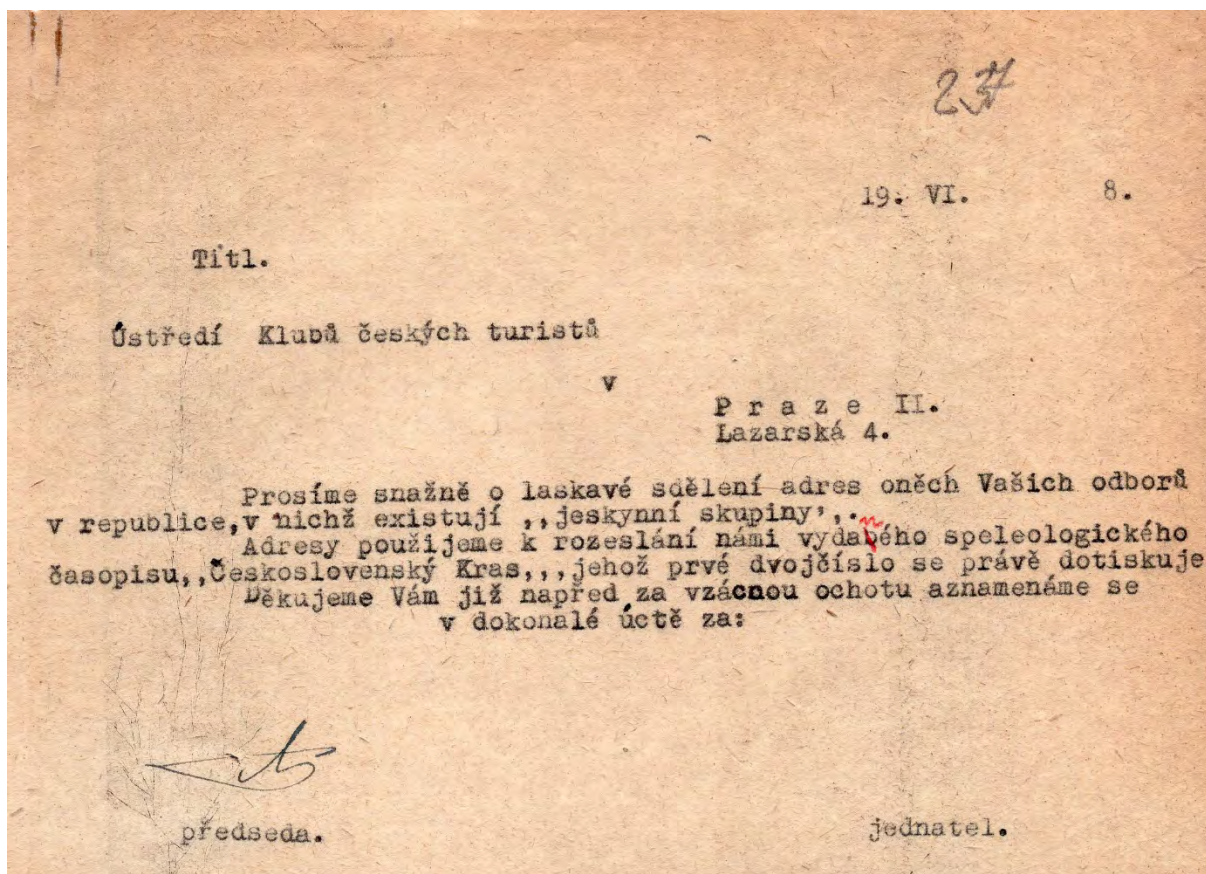 237
19. VI. 8.
Titl.
Ústředí Klubů českých turistů
v
P r a z e II.
Lazarská 4.
Prosíme snažně o laskavé sdělení adres oněch Vašich odborů
v republice,v nichž existují ,,jeskynní skupiny',.
Adresy použijeme k rozeslání námi vydaného speleologického
časopisu,,Československý Kras,,,jehož prvé dvojčíslo se právě dotiskuje
Děkujeme Vám již napřed za vzácnou ochotu aznamenáme se
v dokonalé úctě za:
předseda. jednatel.